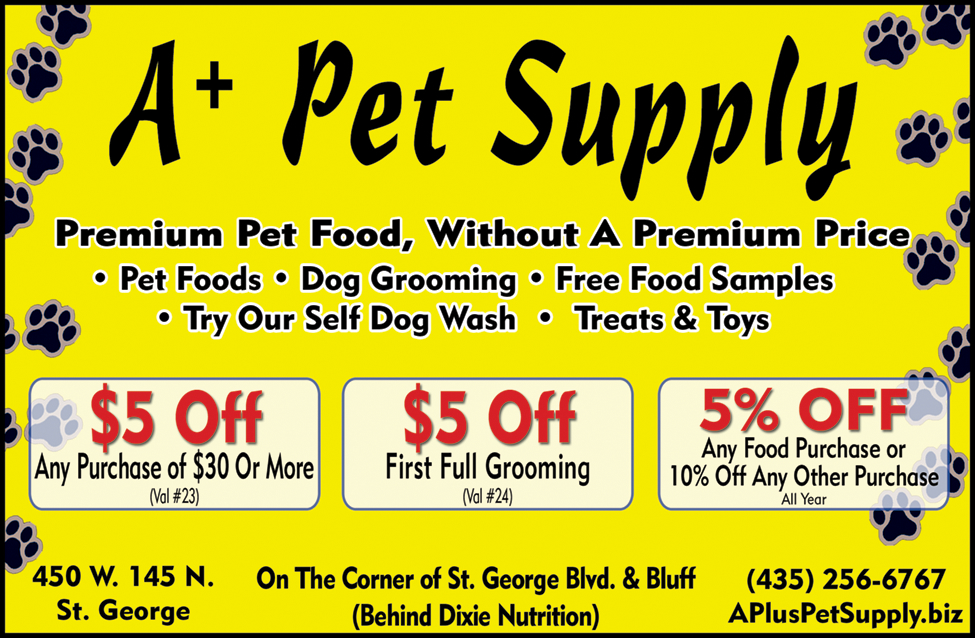 A+ Pet Supply
Premium Pet Food, Without A Premium Price
• Pet Foods • Dog Grooming • Free Food Samples
• Try Our Self Dog Wash • Treats & Toys
$5 Off
Any Purchase of $30 Or More
(Val #23)
$5 Off
First Full Grooming
(Val #24)
5% OFF
Any Food Purchase or
10% Off Any Other Purchase
All Year
450 W. 145 N.
St. George
On The Corner of St. George Blvd. & Bluff
(Behind Dixie Nutrition)
(435) 256-6767
APlusPetSupply.biz